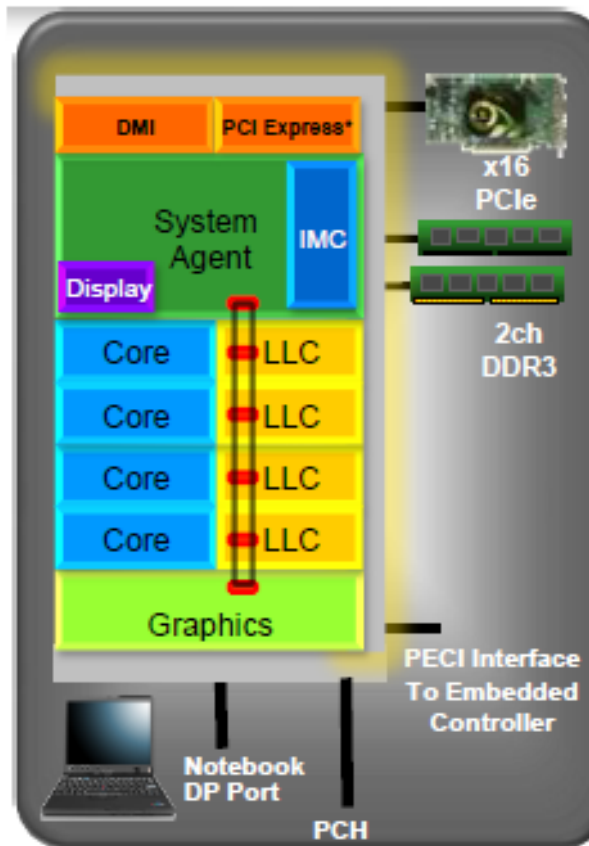 DMI
PCI Express*
x16
PCIe
System
Agent
IMC
Display
2ch
DDR3
Core
LLC
Core
LLC
Core
LLC
Core
LLC
Graphics
PECI Interface
To Embedded
Controller
Notebook
DP Port
PCH